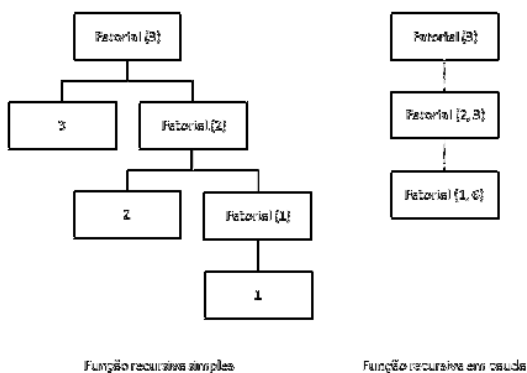 Fatorial (3)
3
Fatorial (2)
2
Fatorial (1)
1
Função recursiva simples
Fatorial (3)
Fatorial (2, 3)
Fatorial (1, 6)
Função recursiva em cauda